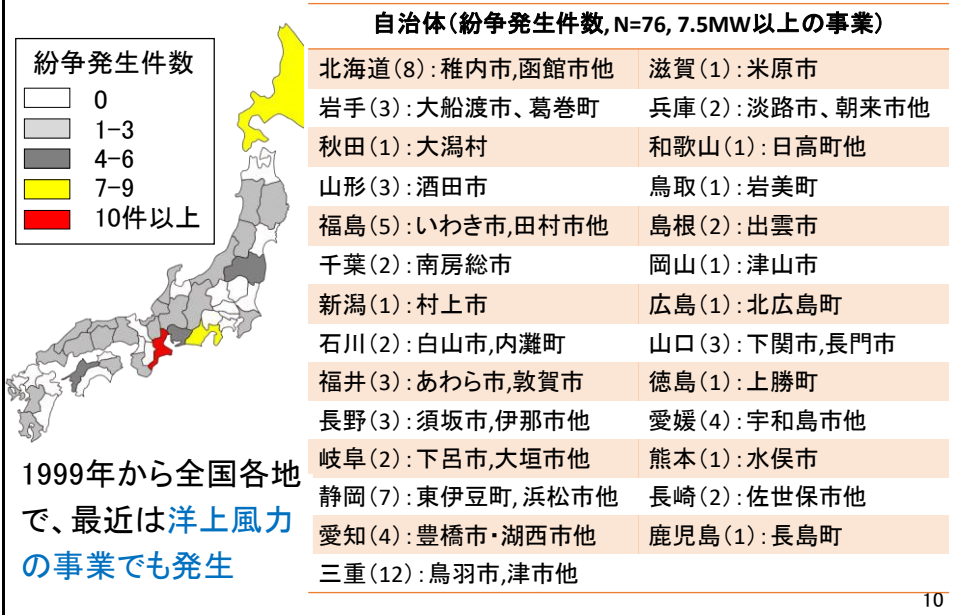 自治体(紛争発生件数, N=76, 7.5MW以上の事業)
紛争発生件数
0
1-3
4-6
7-9
10件以上
北海道(8):稚内市,函館市他
滋賀(1):米原市
岩手(3):大船渡市、葛巻町
兵庫(2):淡路市、朝来市他
秋田(1):大潟村
和歌山(1):日高町他
山形(3):酒田市
鳥取(1):岩美町
福島(5):いわき市,田村市他
島根(2):出雲市
千葉(2):南房総市
岡山(1):津山市
新潟(1):村上市
広島(1):北広島町
石川(2):白山市,内灘町
山口(3):下関市,長門市
福井(3):あわら市,敦賀市
徳島(1):上勝町
長野(3):須坂市,伊那市他
愛媛(4):宇和島市他
岐阜(2):下呂市,大垣市他
熊本(1):水俣市
静岡(7):東伊豆町, 浜松市他
長崎(2):佐世保市他
愛知(4):豊橋市・湖西市他
鹿児島(1):長島町
三重(12):鳥羽市,津市他
1999年から全国各地
で、最近は洋上風力
の事業でも発生
10